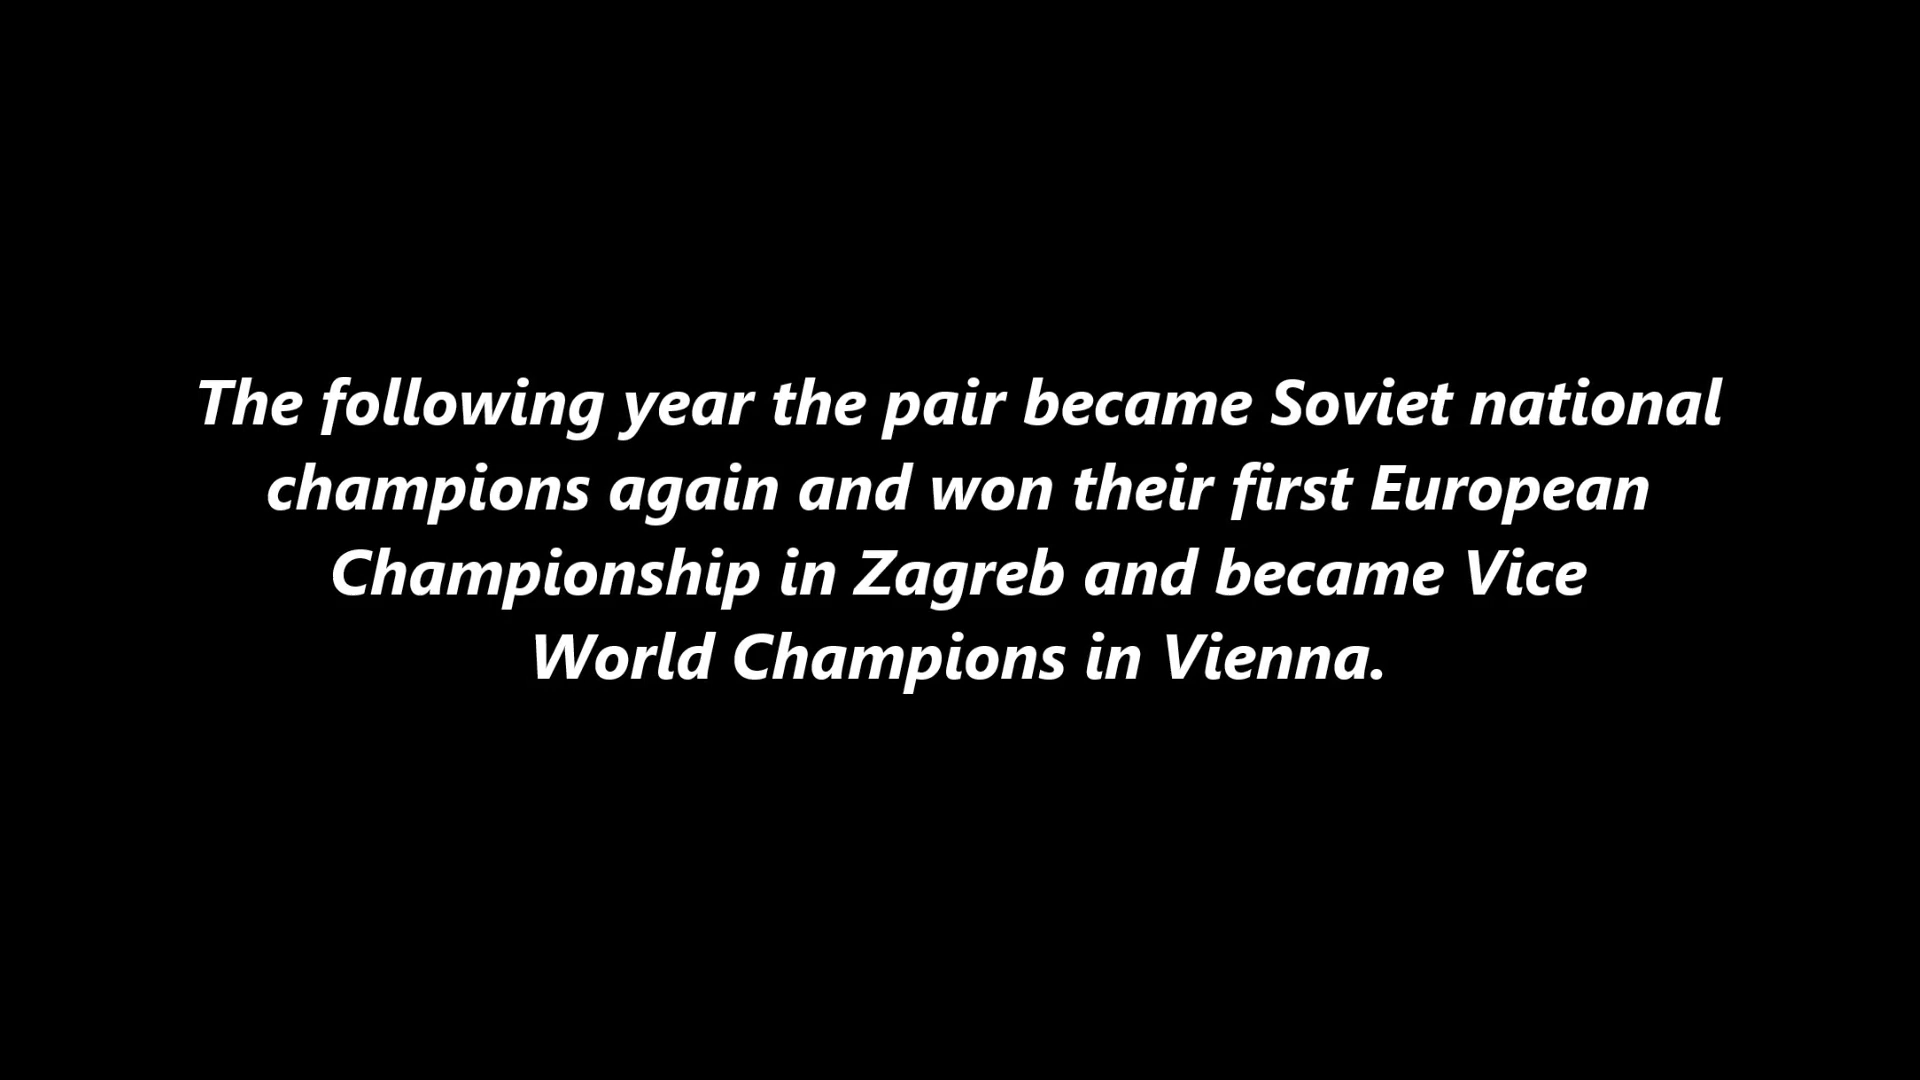 The following year the pair became Soviet national
champions again and won their first European
Championship in Zagreb and became Vice
World Champions in Vienna.